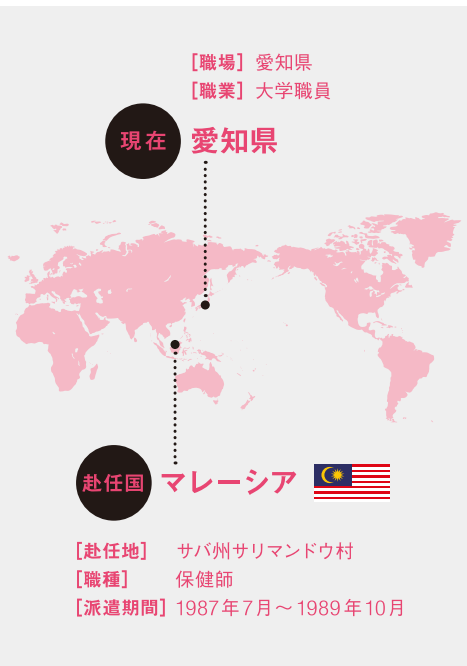 [職場] 愛知県
[職業] 大学職員
現在 愛知県
赴任国 マレーシア
[赴任地] サバ州サリマンドウ村
[職種] 保健師
[派遣期間] 1987年7月〜1989年10月